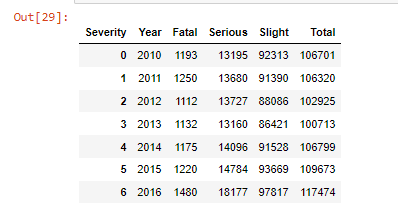 Out[29]:
Severity Year Fatal Serious Slight Total
0 2010 1193 13195 92313 106701
1 2011 1250 13680 91390 106320
2 2012 1112 13727 88086 102925
3 2013 1132 13160 86421 100713
4 2014 1175 14096 91528 106799
5 2015 1220 14784 93669 109673
6 2016 1480 18177 97817 117474